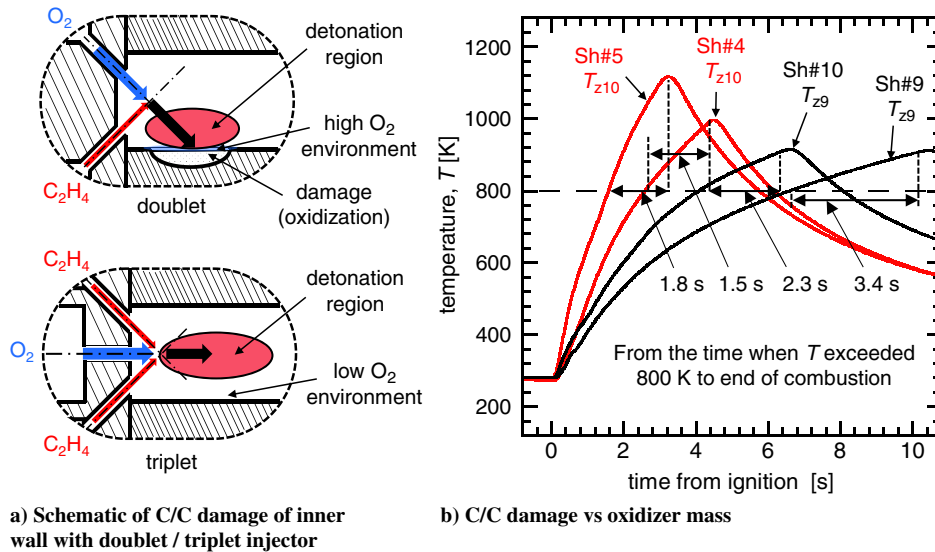 O₂
detonation
region
high O₂
environment
damage
(oxidization)
C₂H₄
doublet
C₂H₄
detonation
region
O₂
low O₂
environment
C₂H₄
triplet
a) Schematic of C/C damage of inner
wall with doublet / triplet injector
1200
1000
800
600
400
200
temperature, T [K]
Sh#5
Tz10
Sh#4
Tz10
Sh#10
Tz9
Sh#9
Tz9
1.8 s
1.5 s
2.3 s
3.4 s
From the time when T exceeded
800 K to end of combustion
0 2 4 6 8 10
time from ignition [s]
b) C/C damage vs oxidizer mass